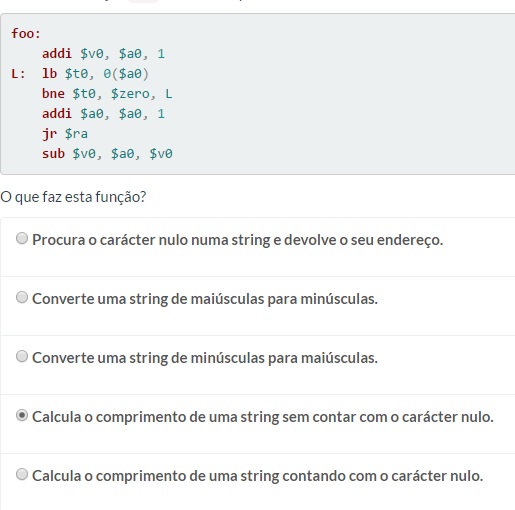 foo:
addi $v0, $a0, 1
L: lb $t0, 0($a0)
bne $t0, $zero, L
addi $a0, $a0, 1
jr $ra
sub $v0, $a0, $v0
O que faz esta função?
Procura o carácter nulo numa string e devolve o seu endereço.
Converte uma string de maiúsculas para minúsculas.
Converte uma string de minúsculas para maiúsculas.
Calcula o comprimento de uma string sem contar com o carácter nulo.
Calcula o comprimento de uma string contando com o carácter nulo.